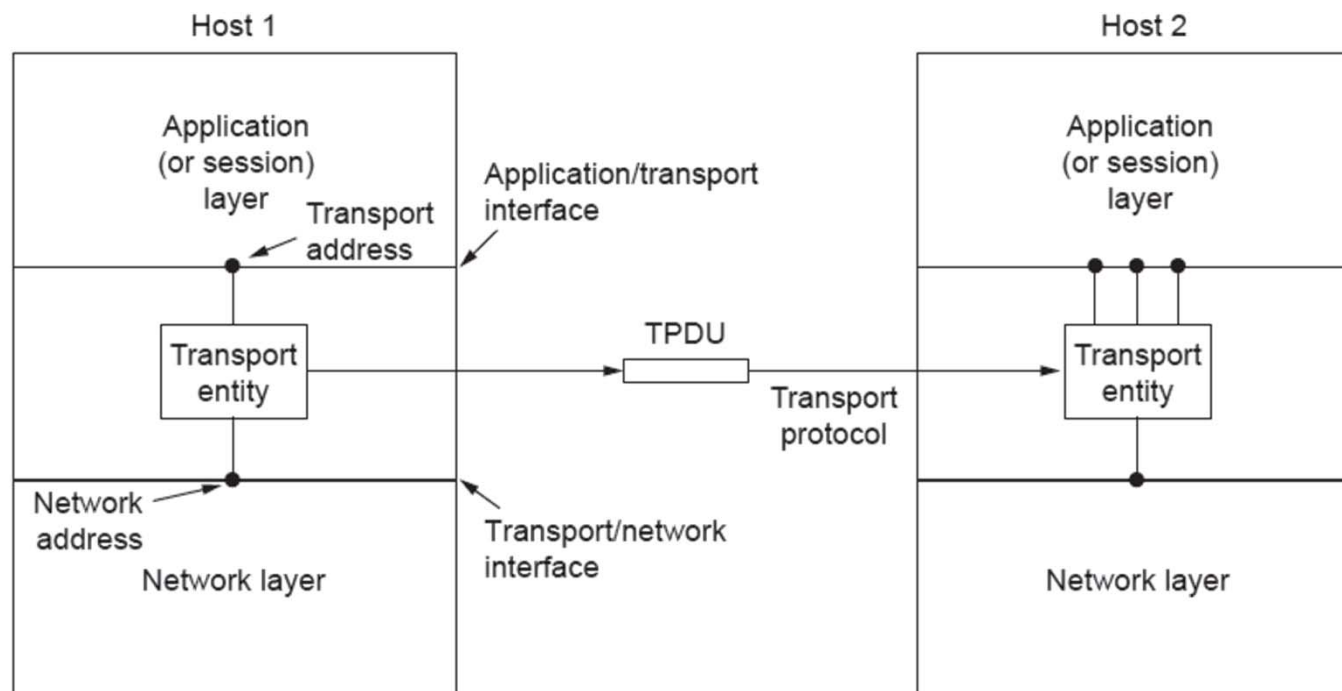 Host 1
Host 2
Application
(or session)
layer
Transport
address
Application/transport
interface
Application
(or session)
layer
Transport
entity
TPDU
Transport
protocol
Transport
entity
Network
address
Transport/network
interface
Network layer
Network layer